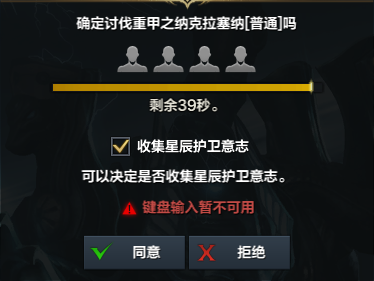 确定讨伐重甲之纳克拉塞纳[普通]吗
剩余39秒。
收集星辰护卫意志
可以决定是否收集星辰护卫意志。
键盘输入暂不可用
同意
拒绝